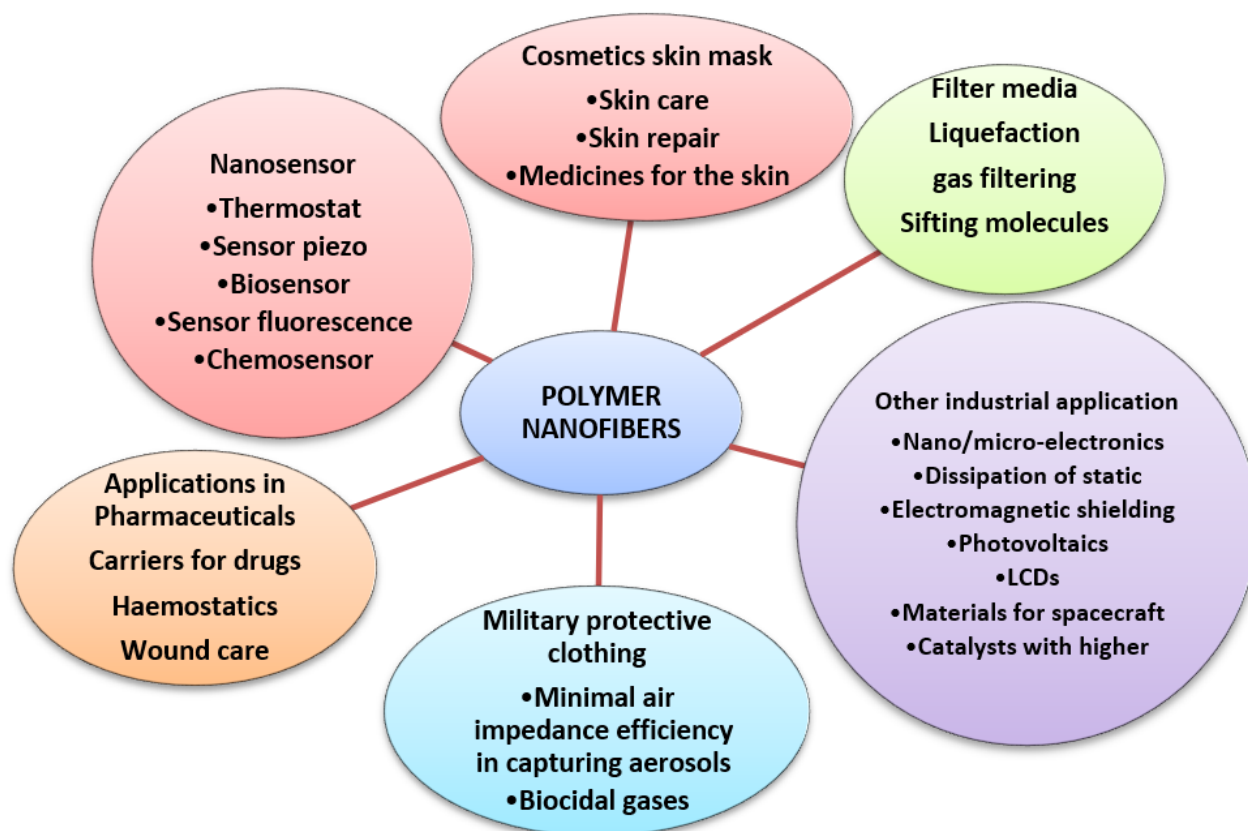 Cosmetics skin mask
•Skin care
•Skin repair
•Medicines for the skin
Filter media
Liquefaction
gas filtering
Sifting molecules
Nanosensor
•Thermostat
•Sensor piezo
•Biosensor
•Sensor fluorescence
•Chemosensor
POLYMER
NANOFIBERS
Other industrial application
•Nano/micro-electronics
•Dissipation of static
•Electromagnetic shielding
•Photovoltaics
•LCDs
•Materials for spacecraft
•Catalysts with higher
Applications in
Pharmaceuticals
Carriers for drugs
Haemostatics
Wound care
Military protective
clothing
•Minimal air
impedance efficiency
in capturing aerosols
•Biocidal gases